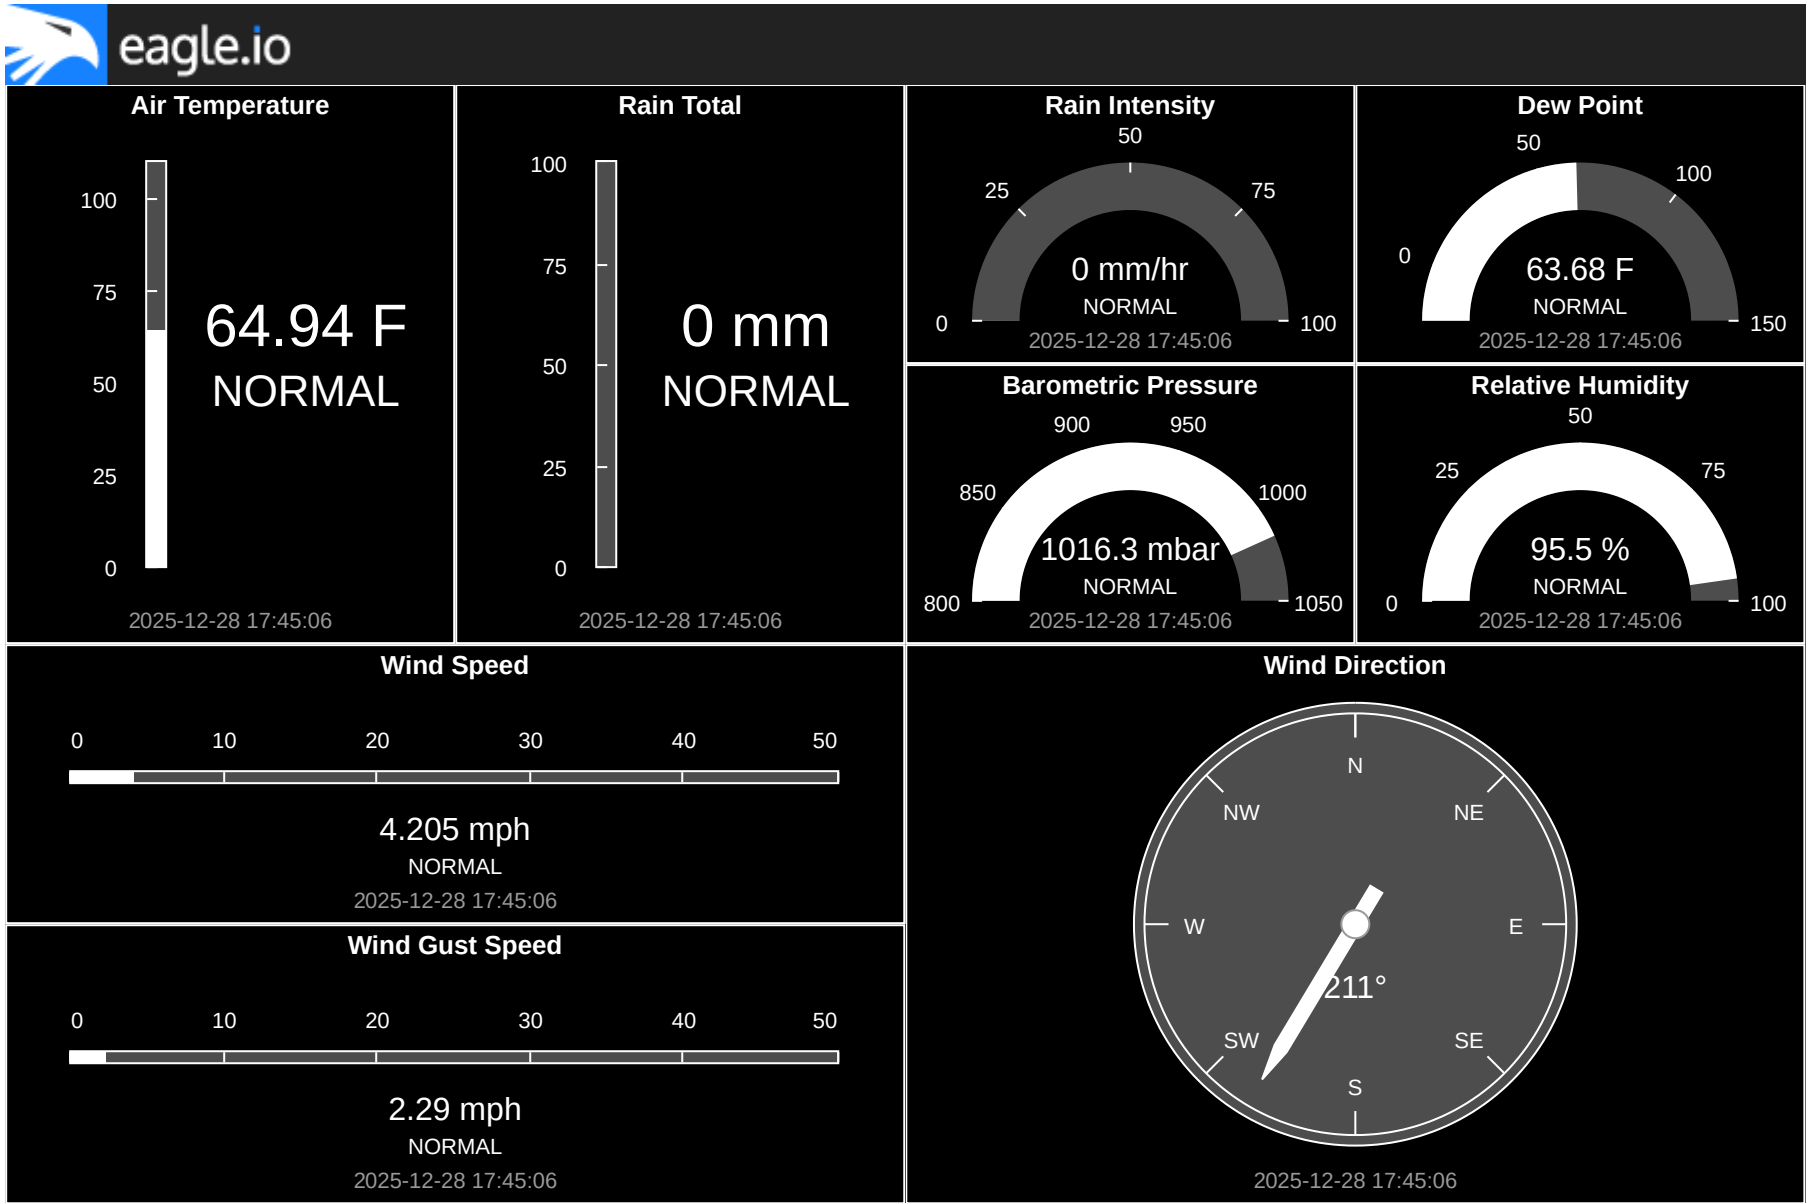 eagle.io
Air Temperature
100
75
50
25
0
64.94 F
NORMAL
2025-12-28 17:45:06
Rain Total
100
75
50
25
0
0 mm
NORMAL
2025-12-28 17:45:06
Rain Intensity
0
25
50
75
100
0 mm/hr
NORMAL
2025-12-28 17:45:06
Dew Point
0
50
100
150
63.68 F
NORMAL
2025-12-28 17:45:06
Barometric Pressure
800
850
900
950
1000
1050
1016.3 mbar
NORMAL
2025-12-28 17:45:06
Relative Humidity
0
25
50
75
100
95.5 %
NORMAL
2025-12-28 17:45:06
Wind Speed
0 10 20 30 40 50
4.205 mph
NORMAL
2025-12-28 17:45:06
Wind Gust Speed
0 10 20 30 40 50
2.29 mph
NORMAL
2025-12-28 17:45:06
Wind Direction
N
NW NE
W E
211°
SW SE
S
2025-12-28 17:45:06